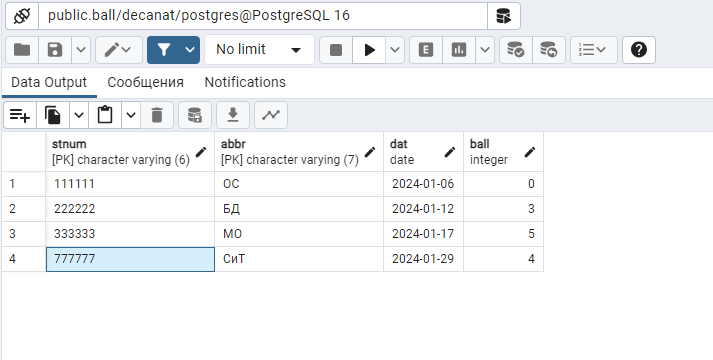 public.ball/decanat/postgres@PostgreSQL 16
No limit
E
Data Output Сообщения Notifications
stnum abbr dat ball
[PK] character varying (6) [PK] character varying (7) date integer
1 111111 ОС 2024-01-06 0
2 222222 БД 2024-01-12 3
3 333333 МО 2024-01-17 5
4 777777 СиТ 2024-01-29 4